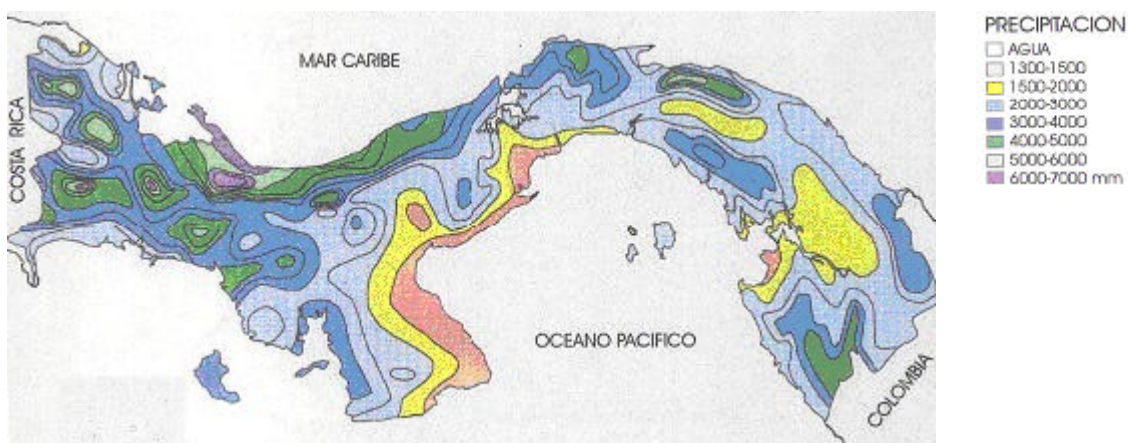 MAR CARIBE
COSTA RICA
OCEANO PACIFICO
COLOMBIA
PRECIPITACION
AGUA
1300-1500
1500-2000
2000-3000
3000-4000
4000-5000
5000-6000
6000-7000 mm